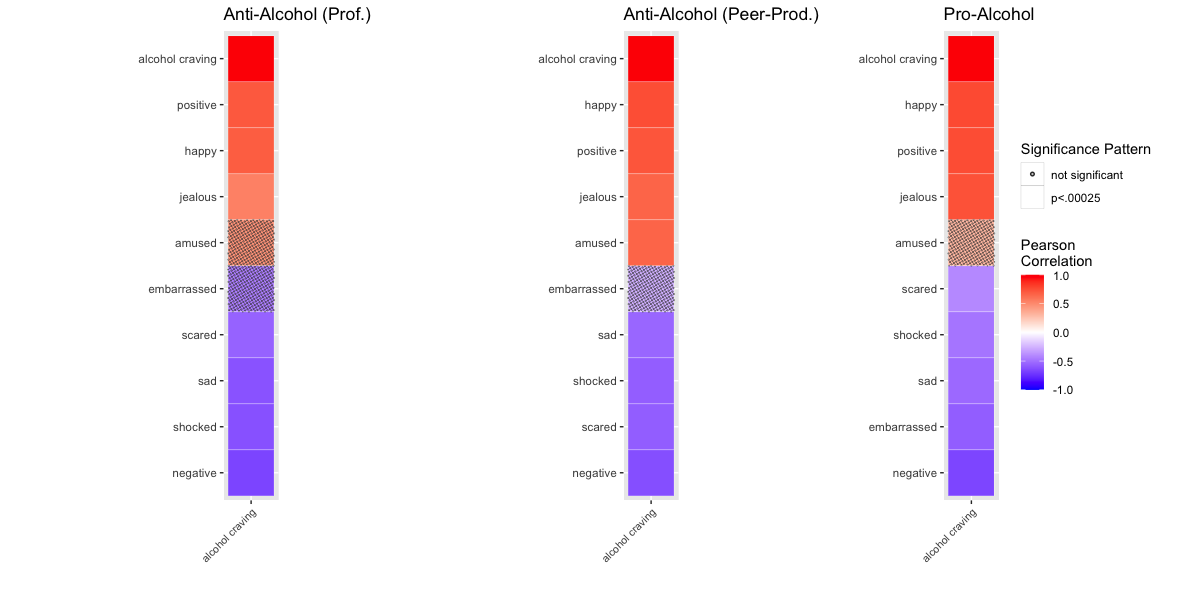 Anti-Alcohol (Prof.)
alcohol craving
positive
happy
jealous
amused
embarrassed
scared
sad
shocked
negative
alcohol craving
Anti-Alcohol (Peer-Prod.)
alcohol craving
happy
positive
jealous
amused
embarrassed
sad
shocked
scared
negative
alcohol craving
Pro-Alcohol
alcohol craving
happy
positive
jealous
amused
scared
shocked
sad
embarrassed
negative
alcohol craving
Significance Pattern
not significant
p<.00025
Pearson
Correlation
1.0
0.5
0.0
-0.5
-1.0